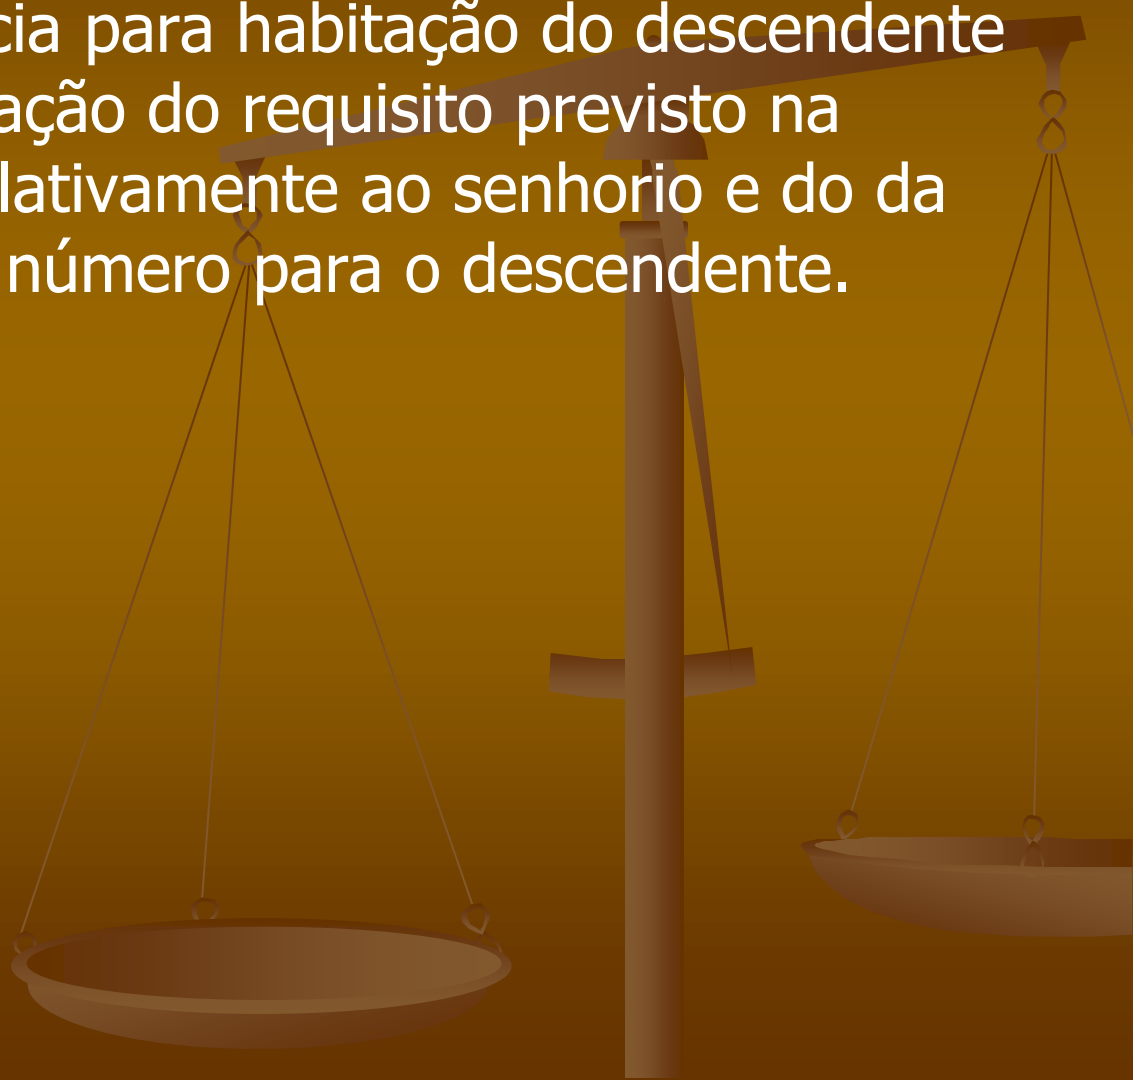 cia para habitação do descendente
ação do requisito previsto na
lativamente ao senhorio e do da
número para o descendente.